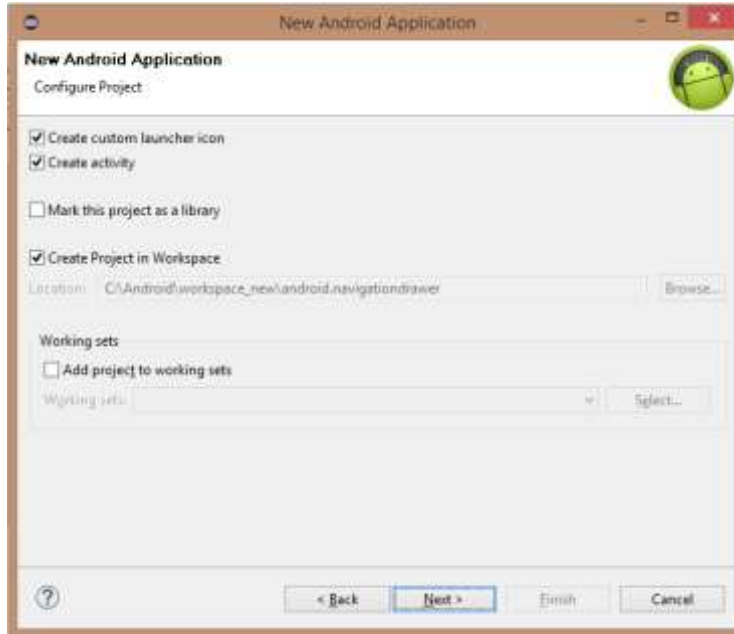 New Android Application
New Android Application
Configure Project
Create custom launcher icon
Create activity
Mark this project as a library
Create Project in Workspace
Location: C:\Android\workspace_new\android.navigationdrawer Browse...
Working sets
Add project to working sets
Working sets: Select...
< Back Next > Finish Cancel